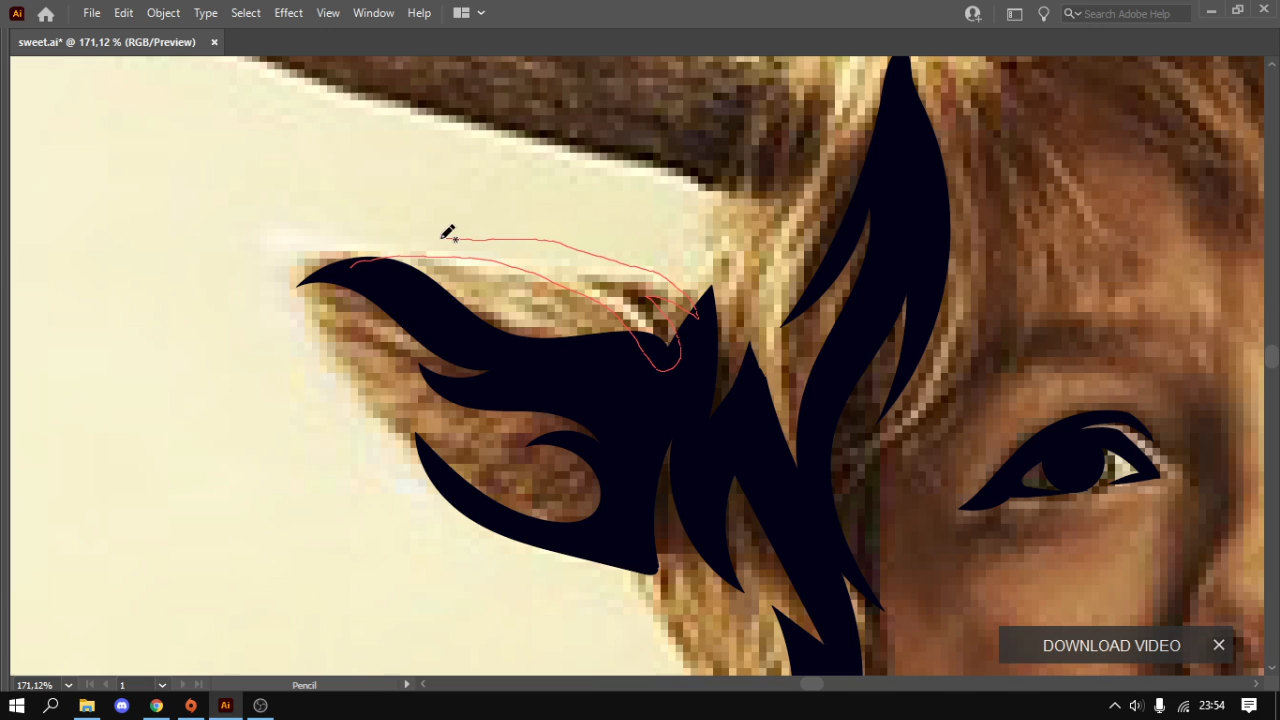 Ai File Edit Object Type Select Effect View Window Help Search Adobe Help
sweet.ai* @ 171,12 % (RGB/Preview)
DOWNLOAD VIDEO
171,12% 1 Pencil
Ai 23:54